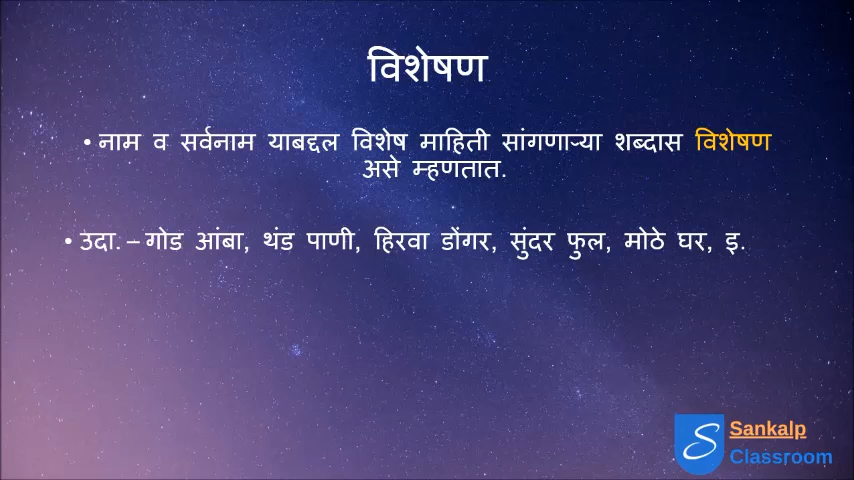 विशेषण
• नाम व सर्वनाम याबद्दल विशेष माहिती सांगणाऱ्या शब्दास विशेषण
असे म्हणतात.
• उदा. – गोड आंबा, थंड पाणी, हिरवा डोंगर, सुंदर फुल, मोठे घर, इ.
S Sankalp
Classroom